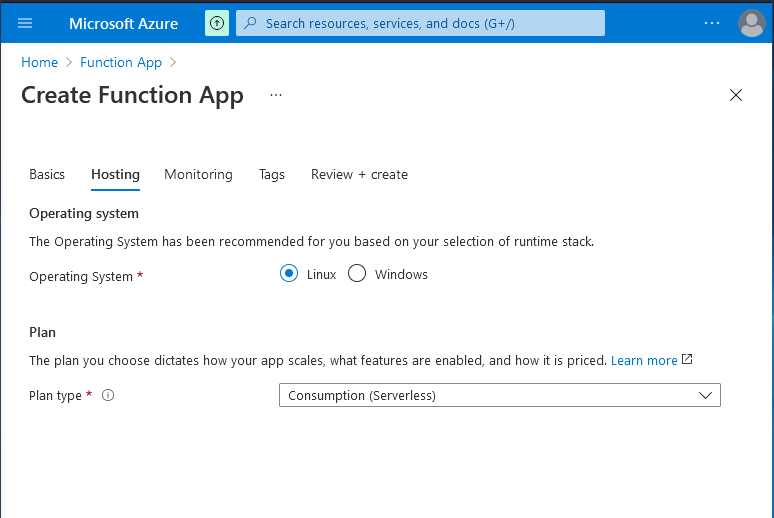 Microsoft Azure
Search resources, services, and docs (G+/)
...
Home > Function App >
Create Function App ...
Basics Hosting Monitoring Tags Review + create
Operating system
The Operating System has been recommended for you based on your selection of runtime stack.
Operating System * Linux Windows
Plan
The plan you choose dictates how your app scales, what features are enabled, and how it is priced. Learn more
Plan type * Consumption (Serverless)